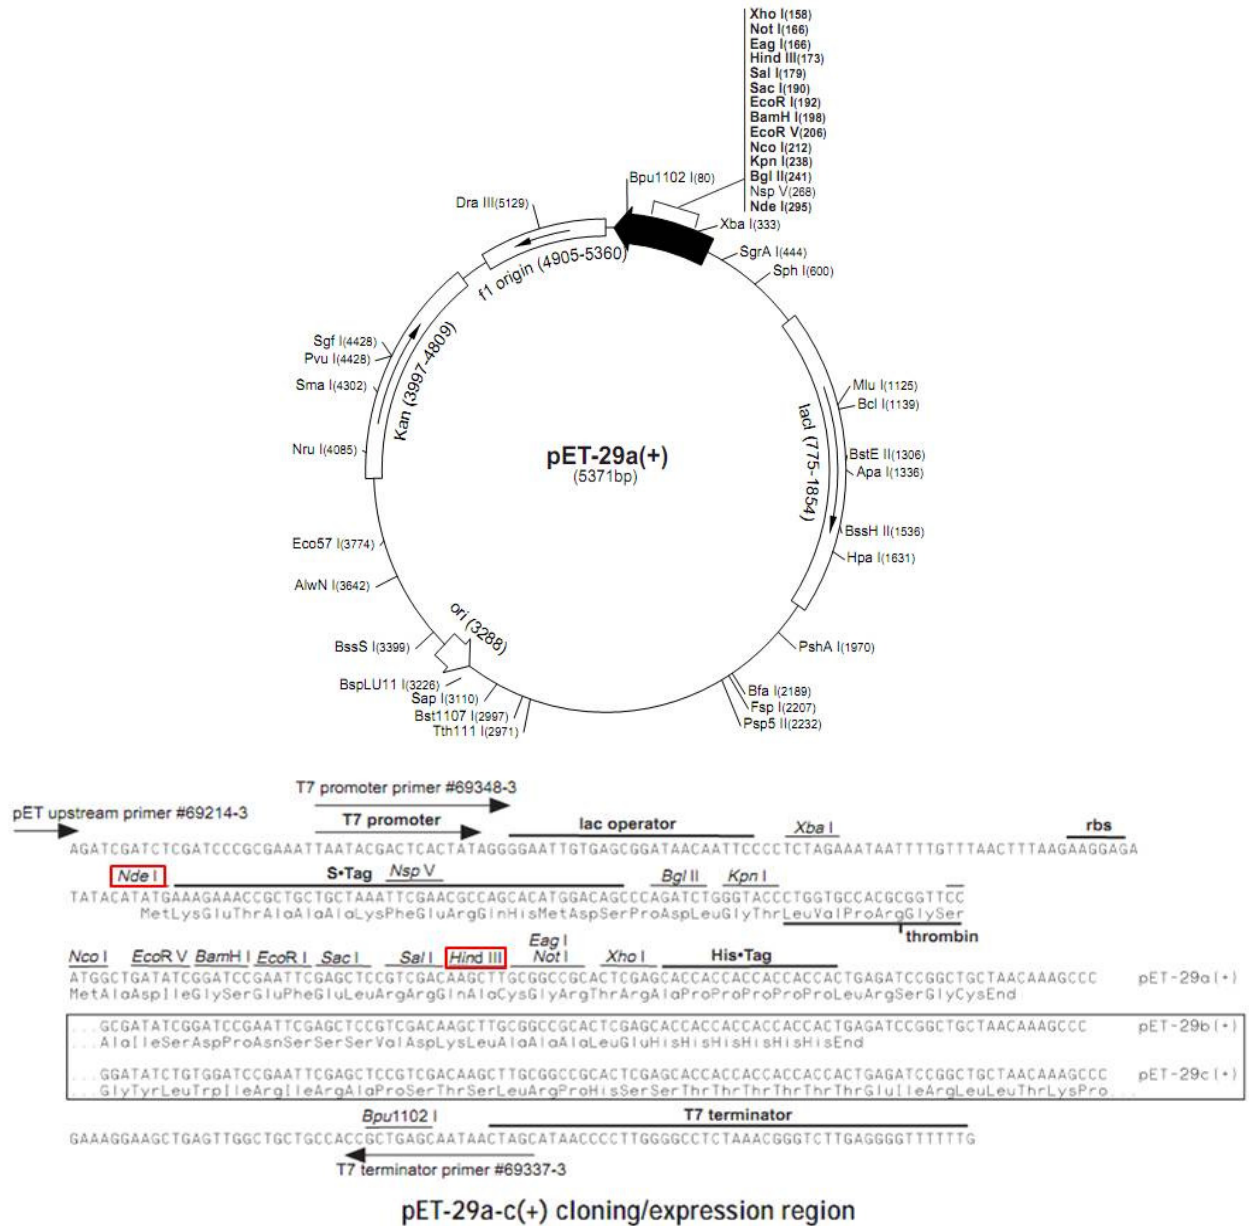 Xho I(158)
Not I(166)
Eag I(166)
Hind III(173)
Sal I(179)
Sac I(190)
EcoR I(192)
BamH I(198)
EcoR V(206)
Nco I(212)
Kpn I(238)
Bgl II(241)
Nsp V(268)
Nde I(295)
Bpu1102 I(80)
Xba I(333)
SgrA I(444)
Sph I(600)
Dra III(5129)
f1 origin (4905-5360)
Sgf I(4428)
Pvu I(4428)
Sma I(4302)
Kan (3997-4809)
Nru I(4085)
Mlu I(1125)
Bcl I(1139)
lacI (775-1854)
BstE II(1306)
Apa I(1336)
BssH II(1536)
Hpa I(1631)
pET-29a(+)
(5371bp)
Eco57 I(3774)
AlwN I(3642)
ori (3288)
BssS I(3399)
PshA I(1970)
BspLU11 I(3226)
Sap I(3110)
Bst1107 I(2997)
Tth111 I(2971)
Bfa I(2189)
Fsp I(2207)
Psp5 II(2232)
T7 promoter primer #69348-3
pET upstream primer #69214-3
T7 promoter lac operator Xba I rbs
AGATCGATCTCGATCCCGCGAAATTAATACGACTCACTATAGGGGAATTGTGAGCGGATAACAATTCCCCTCTAGAAATAATTTTGTTTAACTTTAAGAAGGAGA
Nde I S•Tag Nsp V Bgl II Kpn I
TATACATATGAAAGAAACCGCTGCTGCTAAATTCGAACGCCAGCACATGGACAGCCCAGATCTGGGTACCCTGGTGCCACGCGGTTCC
MetLysGluThrAlaAlaAlaLysPheGluArgGlnHisMetAspSerProAspLeuGlyThrLeuValProArgGlySer
thrombin
Nco I EcoR V BamH I EcoR I Sac I Sal I Hind III Eag I Not I Xho I His•Tag
ATGGCTGATATCGGATCCGAATTCGAGCTCCGTCGACAAGCTTGCGGCCGCACTCGAGCACCACCACCACCACCACTGAGATCCGGCTGCTAACAAAGCCC pET-29a(+)
MetAlaAspIleGlySerGluPheGluLeuArgArgGlnAlaCysGlyArgThrArgAlaProProProProProLeuArgSerGlyCysEnd
...GCGATATCGGATCCGAATTCGAGCTCCGTCGACAAGCTTGCGGCCGCACTCGAGCACCACCACCACCACCACTGAGATCCGGCTGCTAACAAAGCCC pET-29b(+)
...AlaIleSerAspProAsnSerSerSerValAspLysLeuAlaAlaAlaLeuGluHisHisHisHisHisHisEnd
...GGATATCTGTGGATCCGAATTCGAGCTCCGTCGACAAGCTTGCGGCCGCACTCGAGCACCACCACCACCACCACTGAGATCCGGCTGCTAACAAAGCCC pET-29c(+)
...GlyTyrLeuTrpIleArgIleArgAlaProSerThrSerLeuArgProHisSerSerThrThrThrThrThrThrGluIleArgLeuLeuThrLysPro...
Bpu1102 I T7 terminator
GAAAGGAAGCTGAGTTGGCTGCTGCCACCGCTGAGCAATAACTAGCATAACCCCTTGGGGCCTCTAAACGGGTCTTGAGGGGTTTTTTG
T7 terminator primer #69337-3
pET-29a-c(+) cloning/expression region